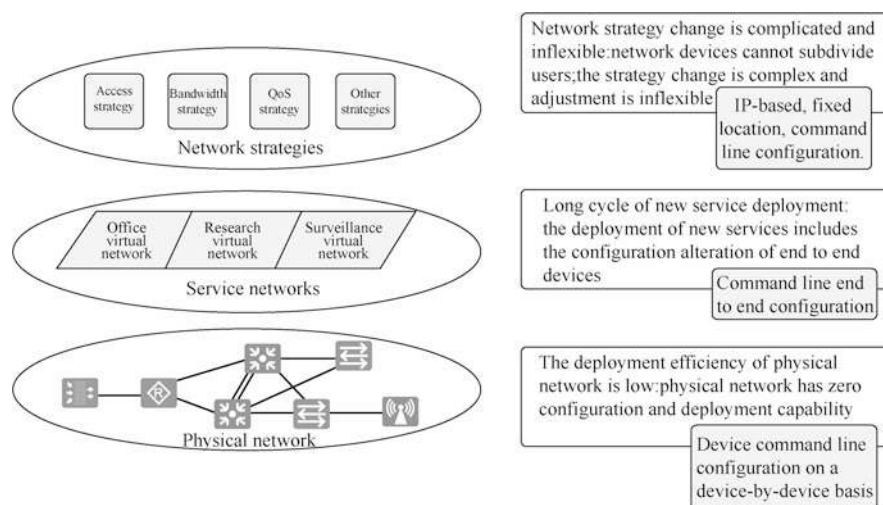 Access
strategy
Bandwidth
strategy
QoS
strategy
Other
strategies
Network strategies
Network strategy change is complicated and
inflexible:network devices cannot subdivide
users;the strategy change is complex and
adjustment is inflexible
IP-based, fixed
location, command
line configuration.
Office
virtual
network
Research
virtual
network
Surveillance
virtual
network
Service networks
Long cycle of new service deployment:
the deployment of new services includes
the configuration alteration of end to end
devices
Command line end
to end configuration
R
Physical network
The deployment efficiency of physical
network is low:physical network has zero
configuration and deployment capability
Device command line
configuration on a
device-by-device basis